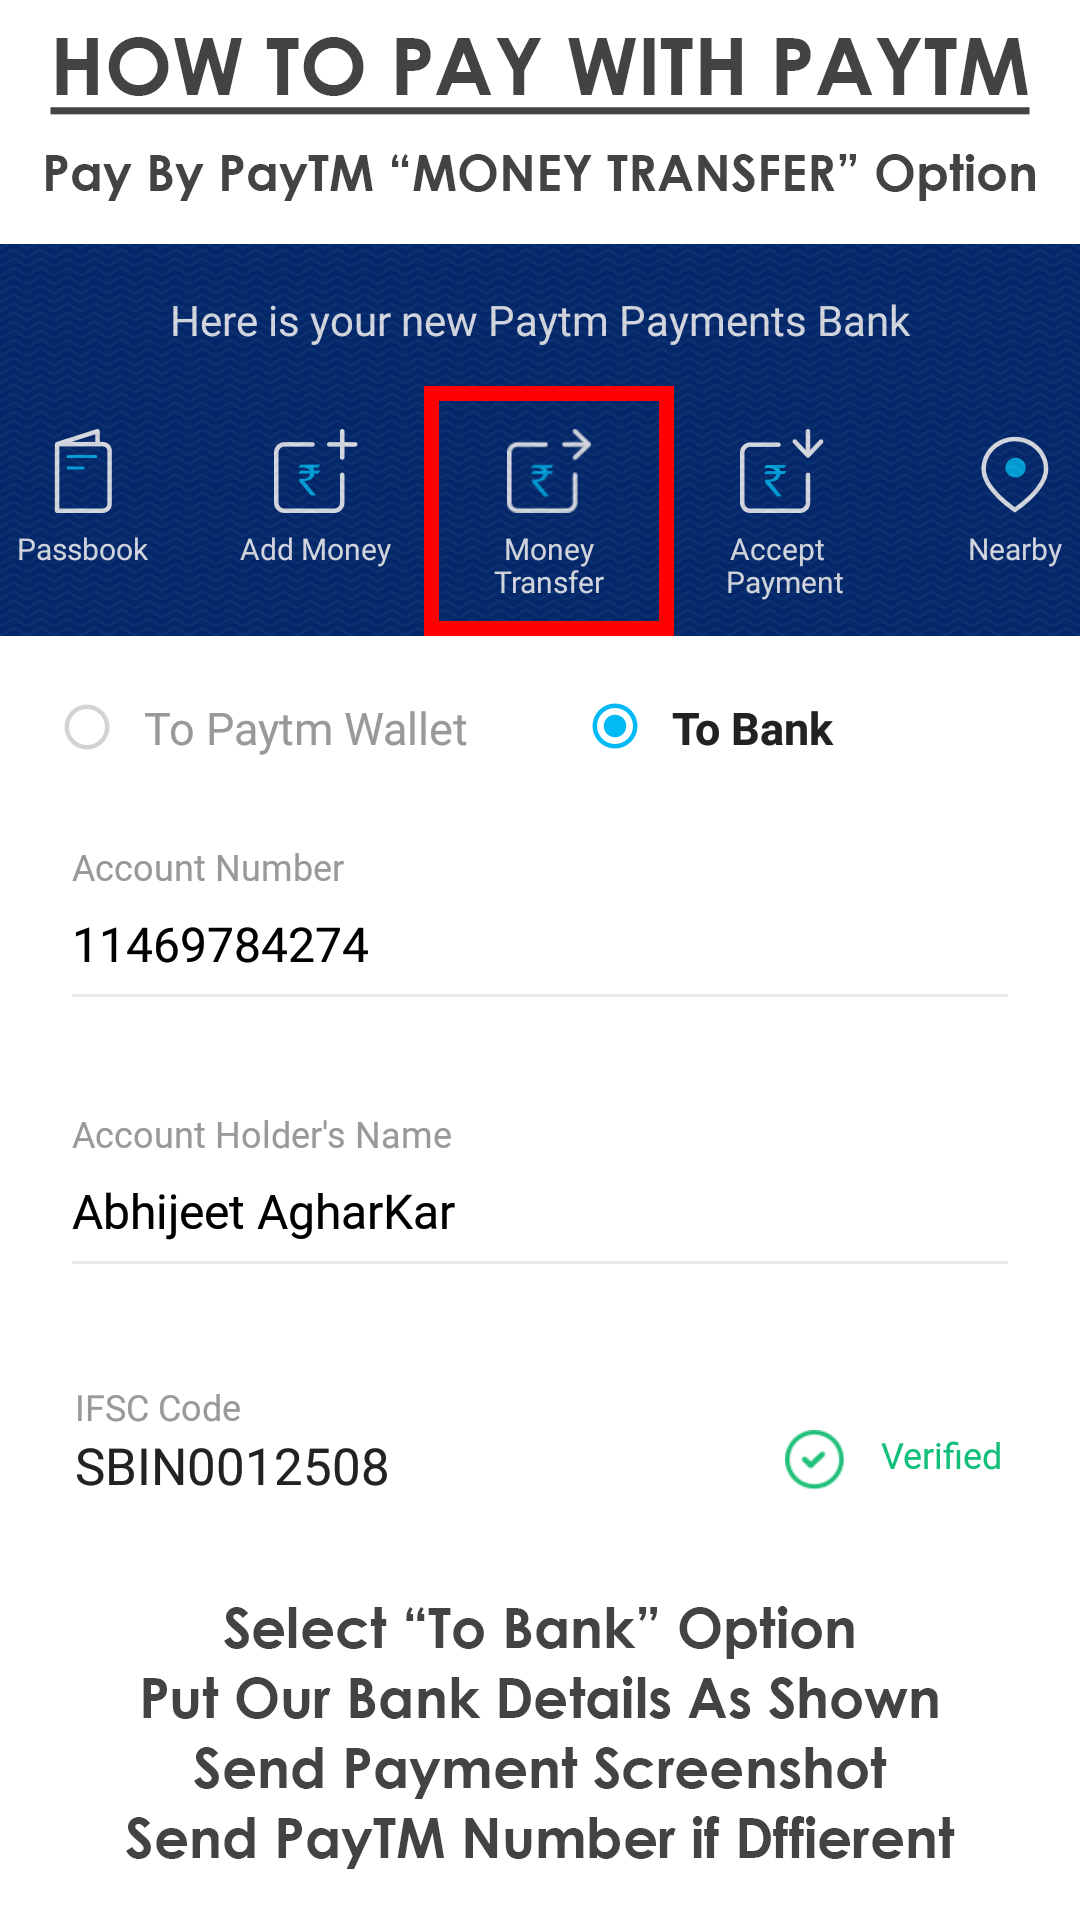 HOW TO PAY WITH PAYTM
Pay By PayTM “MONEY TRANSFER” Option
Here is your new Paytm Payments Bank
Passbook
Add Money
Money
Transfer
Accept
Payment
Nearby
To Paytm Wallet
To Bank
Account Number
11469784274
Account Holder's Name
Abhijeet AgharKar
IFSC Code
SBIN0012508
Verified
Select “To Bank” Option
Put Our Bank Details As Shown
Send Payment Screenshot
Send PayTM Number if Dffierent